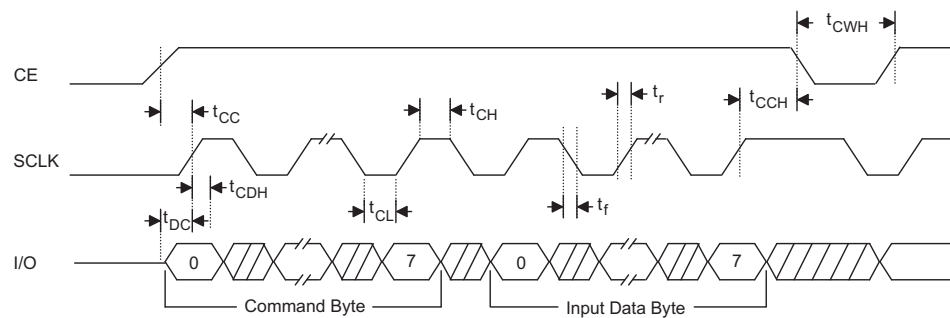 tCWH
CE
tCC
tCH
tr
tCCH
SCLK
tCDH
tDC
tCL
tf
I/O
0
7
0
7
Command Byte
Input Data Byte